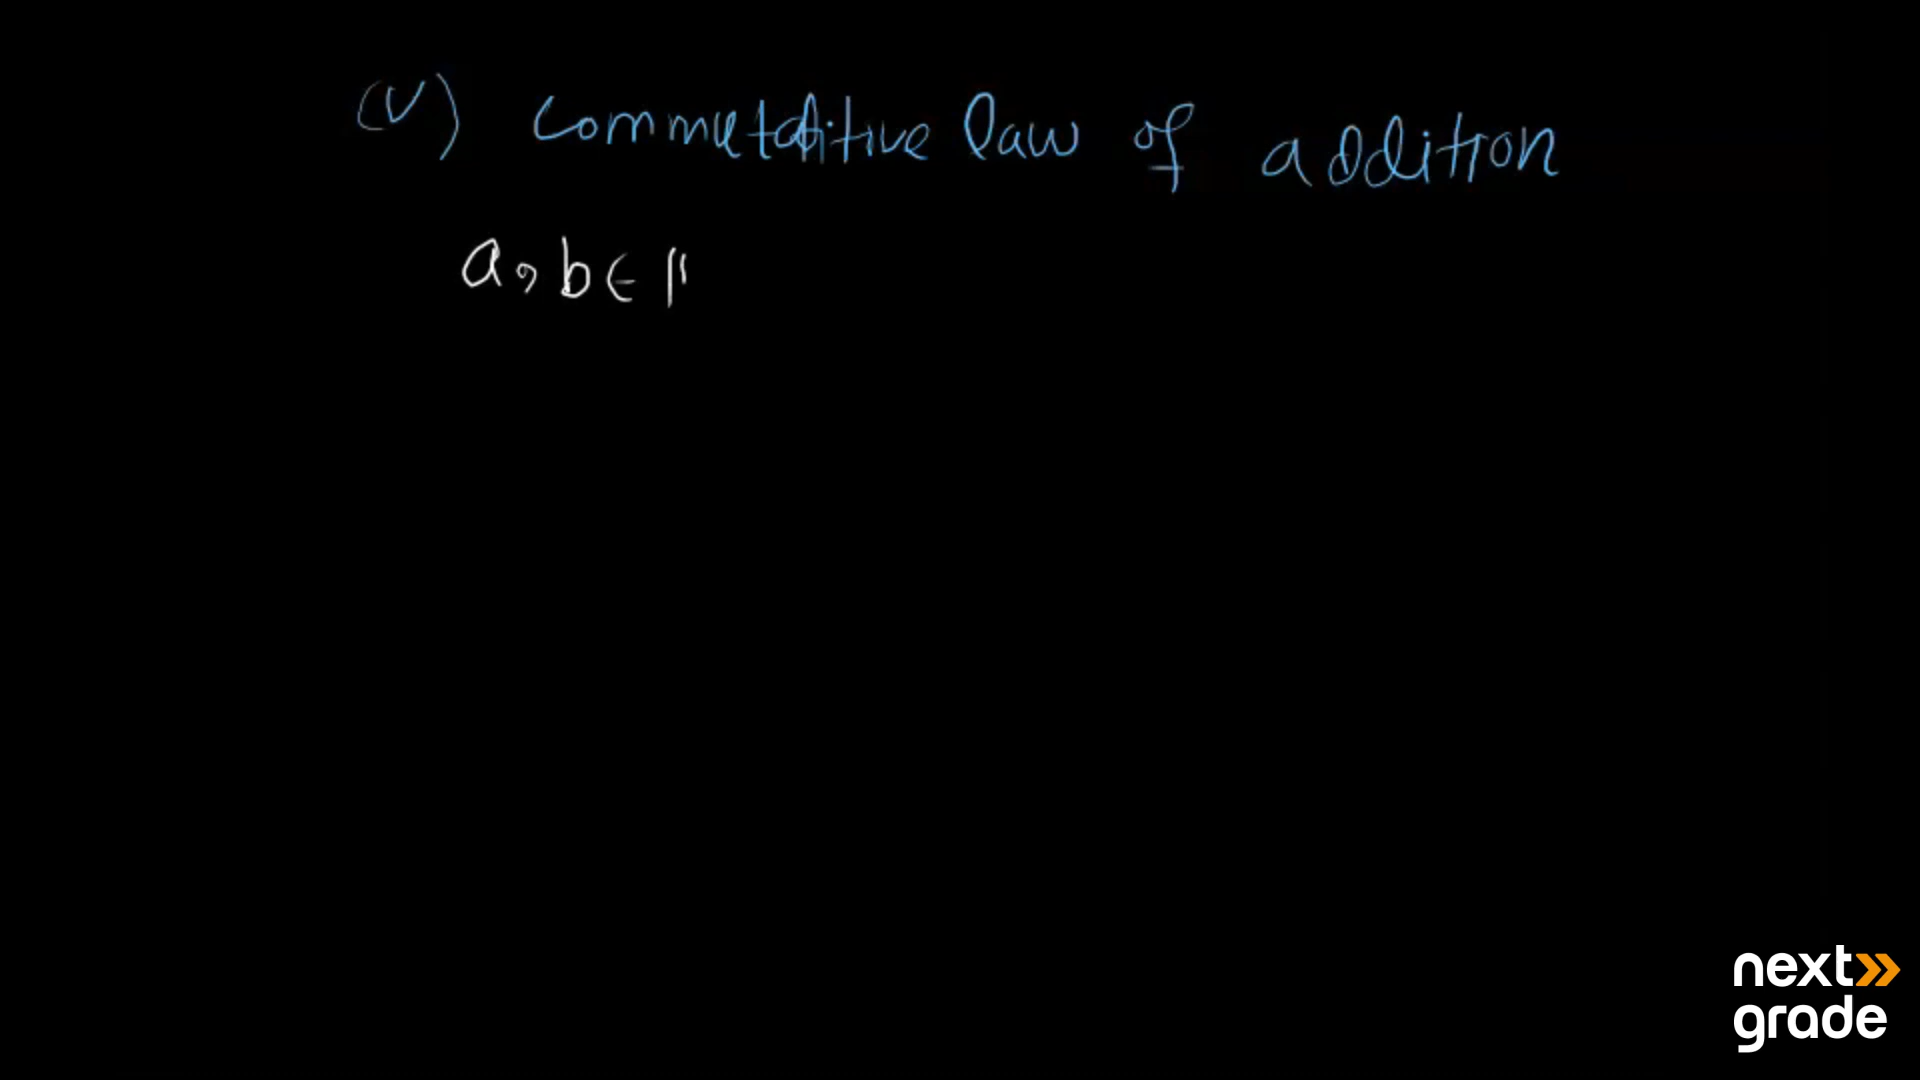 (v) commutative law of addition
a, b ∈
next
grade